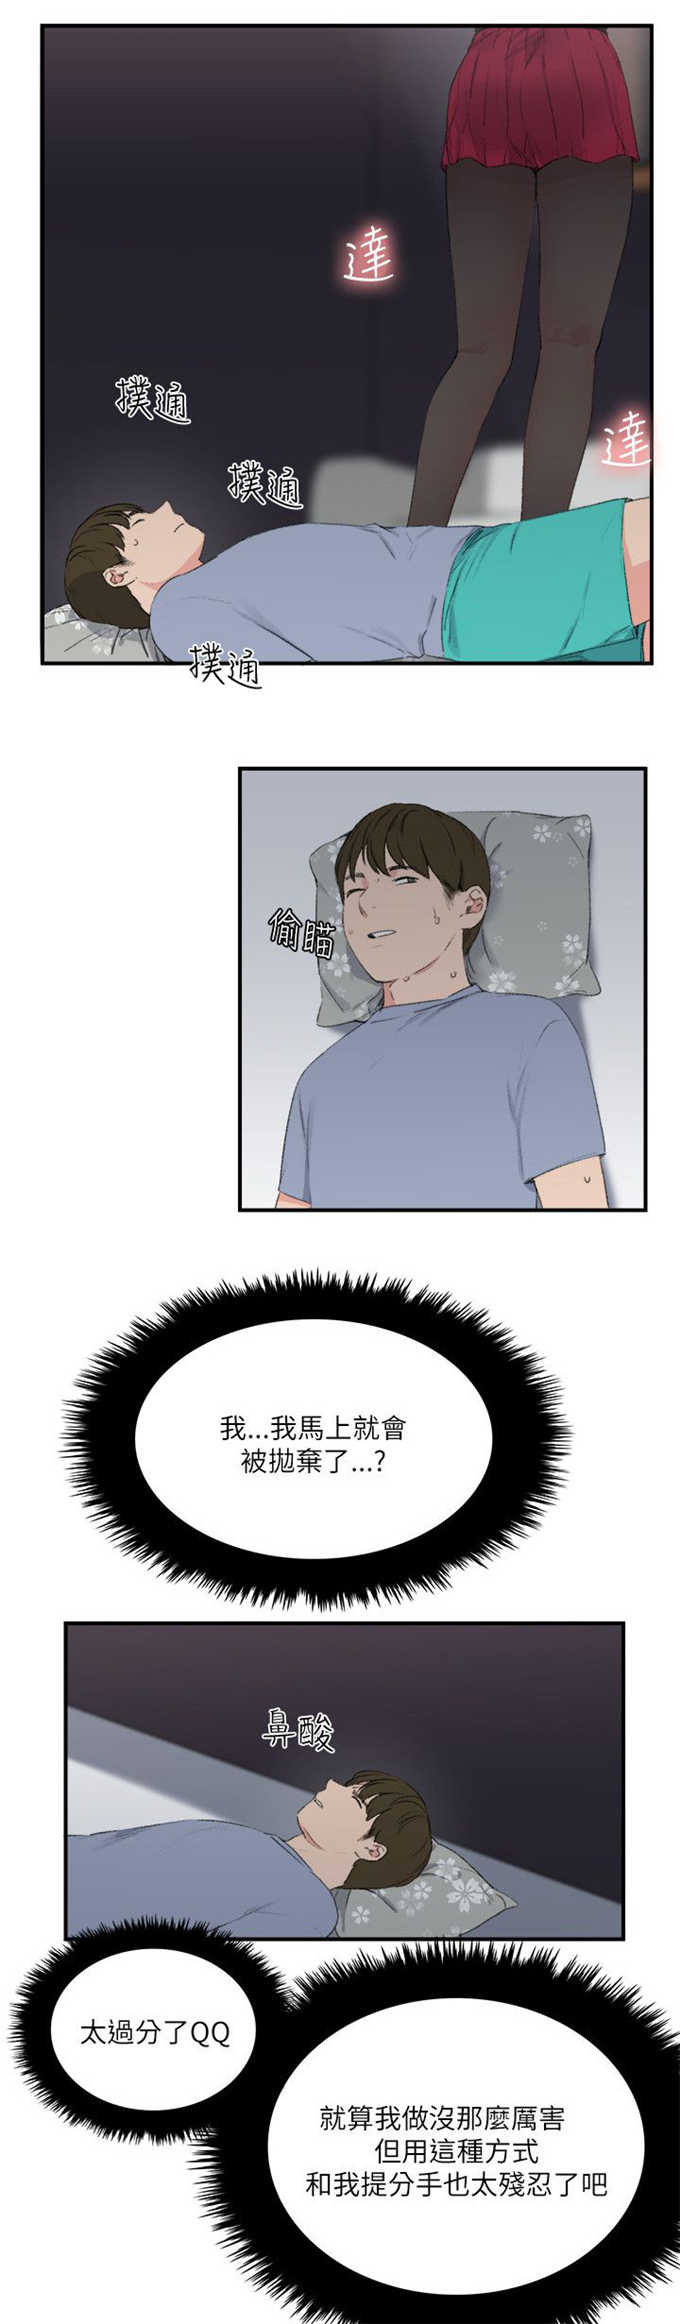 達
達
撲通
撲通
撲通
偷瞄
我...我馬上就會
被拋棄了...?
鼻酸
太過分了QQ
就算我做沒那麼厲害
但用這種方式
和我提分手也太殘忍了吧